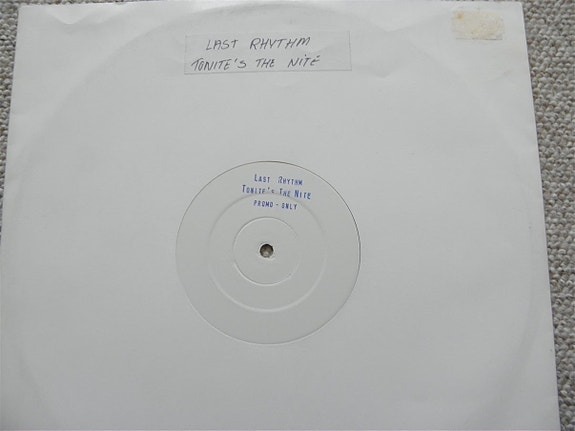 LAST RHYTHM
TONITE'S THE NITE
LAST RHYTHM
TONITE'S THE NITE
PROMO - ONLY